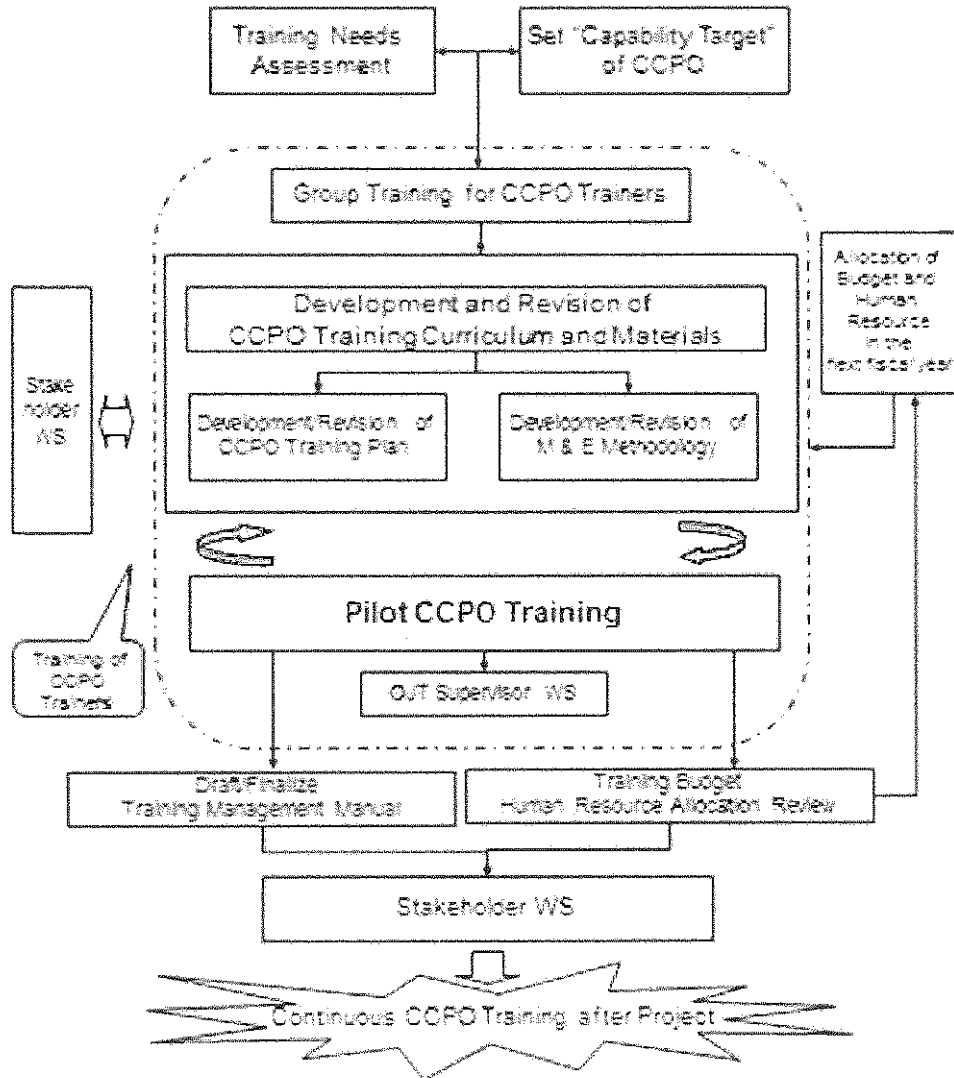 Training Needs
Assessment
Set "Capability Target"
of CCPO
Group Training for CCPO Trainers
Allocation of
Budget and
Human
Resource
in the
next fiscal year
Development and Revision of
CCPO Training Curriculum and Materials
Stake
holder
WS
Development/Revision of
CCPO Training Plan
Development/Revision of
M & E Methodology
Pilot CCPO Training
Training of
CCPO
Trainers
OJT Supervisor WS
Draft/Finalize
Training Management Manual
Training Budget
Human Resource Allocation Review
Stakeholder WS
Continuous CCPO Training after Project